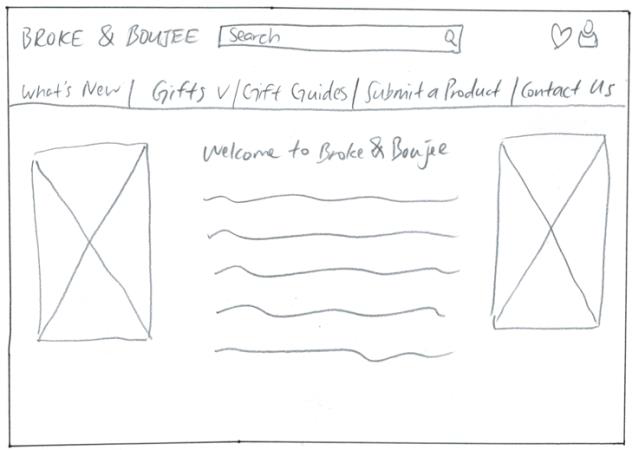 BROKE & BOUJEE Search
What's New | Gifts V | Gift Guides | Submit a Product | Contact Us
Welcome to Broke & Boujee